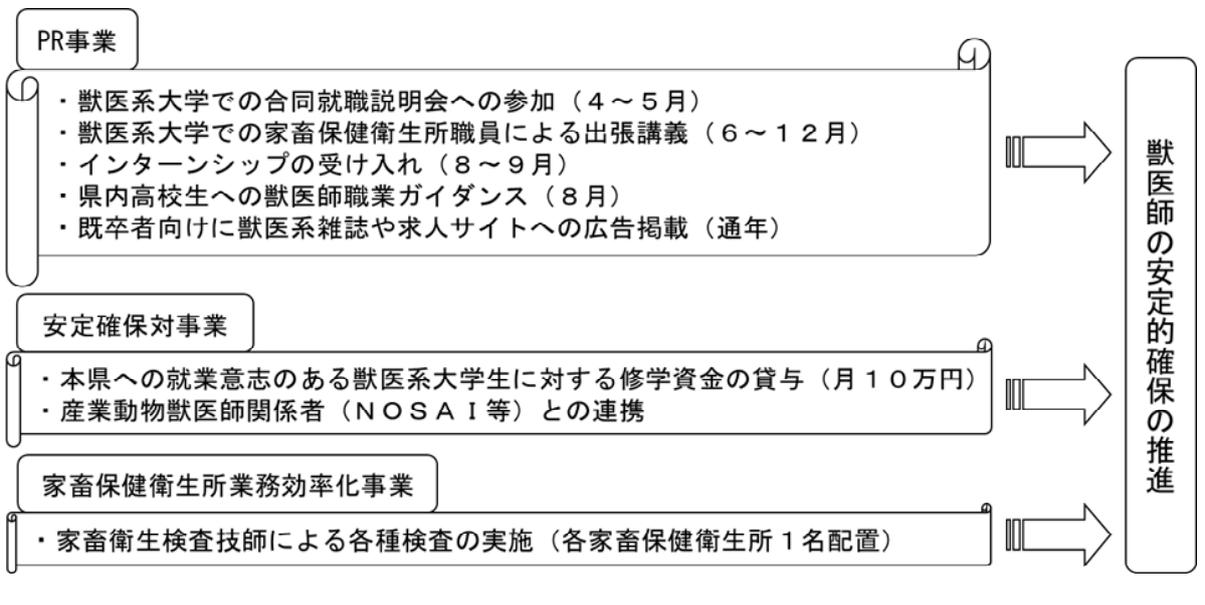 PR事業
・獣医系大学での合同就職説明会への参加（４～５月）
・獣医系大学での家畜保健衛生所職員による出張講義（６～１２月）
・インターンシップの受け入れ（８～９月）
・県内高校生への獣医師職業ガイダンス（８月）
・既卒者向けに獣医系雑誌や求人サイトへの広告掲載（通年）
安定確保対事業
・本県への就業意志のある獣医系大学生に対する修学資金の貸与（月１０万円）
・産業動物獣医師関係者（ＮＯＳＡＩ等）との連携
家畜保健衛生所業務効率化事業
・家畜衛生検査技師による各種検査の実施（各家畜保健衛生所１名配置）
獣医師の安定的確保の推進